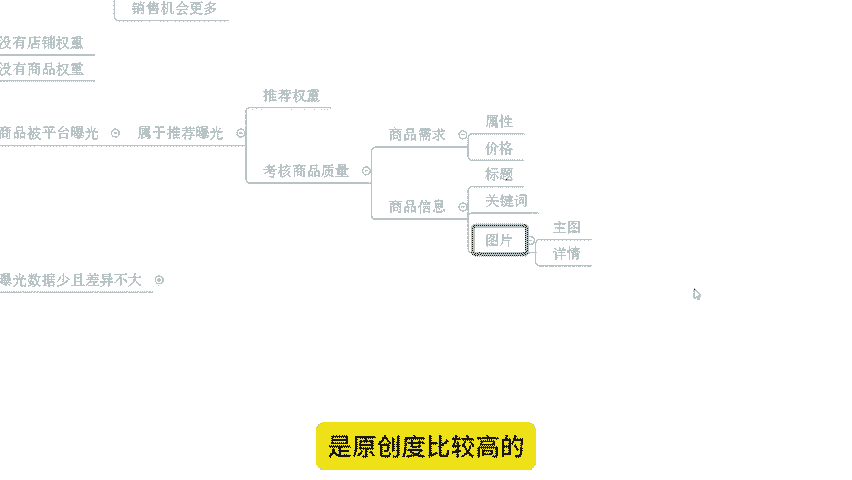 销售机会更多
没有店铺权重
没有商品权重
推荐权重
商品被平台曝光
属于推荐曝光
考核商品质量
商品需求
属性
价格
商品信息
标题
关键词
图片
主图
详情
曝光数据少且差异不大
是原创度比较高的